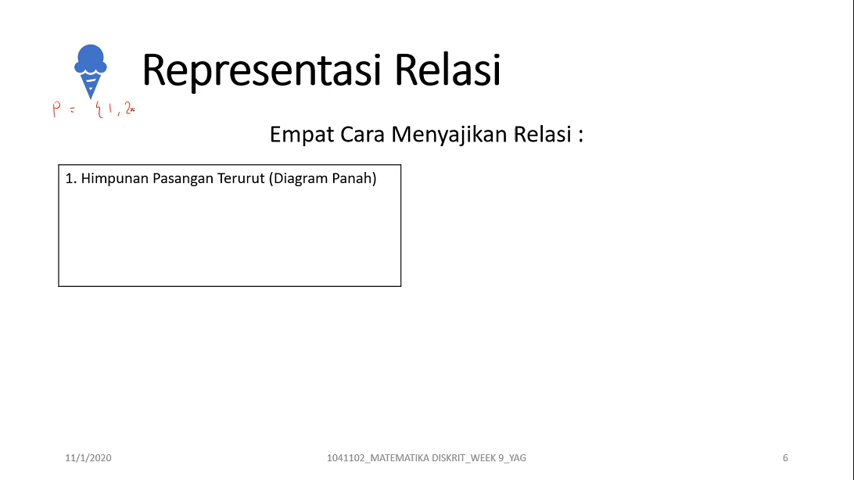 Representasi Relasi
P = { 1 , 2
Empat Cara Menyajikan Relasi :
1. Himpunan Pasangan Terurut (Diagram Panah)
11/1/2020
1041102_MATEMATIKA DISKRIT_WEEK 9_YAG
6